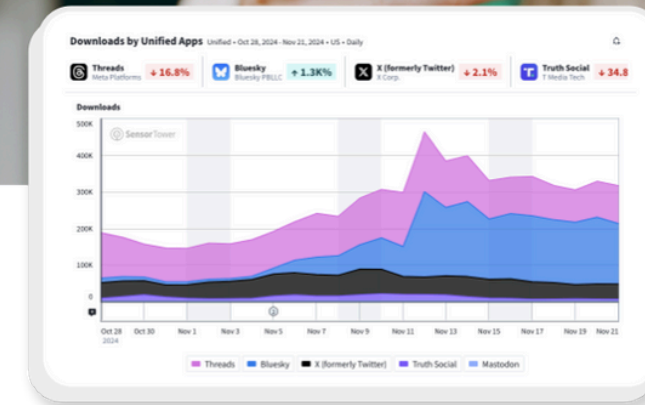 Downloads by Unified Apps Unified • Oct 28, 2024 - Nov 21, 2024 • US • Daily
Threads
Meta Platforms
↓ 16.8%
Bluesky
Bluesky PBLLC
↑ 1.3K%
X (formerly Twitter)
X Corp.
↓ 2.1%
Truth Social
T Media Tech
↓ 34.8
Downloads
SensorTower
500K
400K
300K
200K
100K
0
Oct 28 Oct 30 Nov 1 Nov 3 Nov 5 Nov 7 Nov 9 Nov 11 Nov 13 Nov 15 Nov 17 Nov 19 Nov 21
2024
Threads Bluesky X (formerly Twitter) Truth Social Mastodon